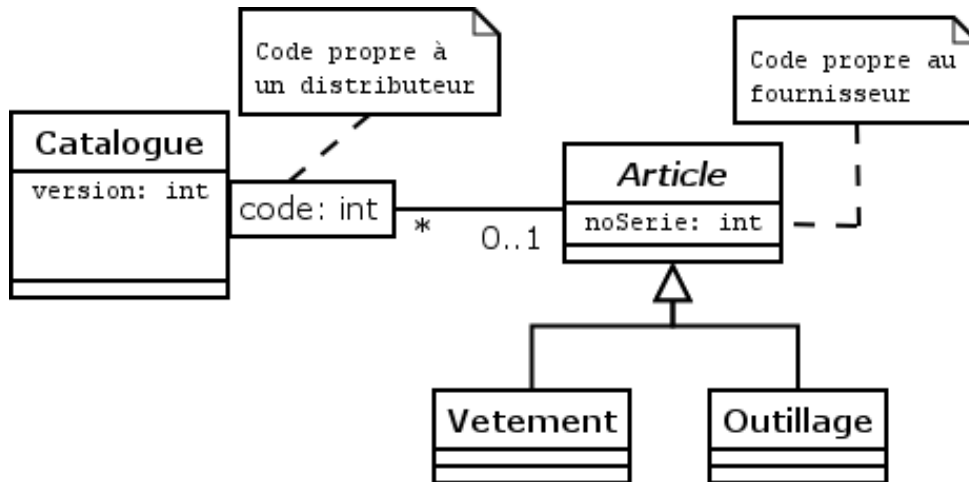 Code propre à
un distributeur
Code propre au
fournisseur
Catalogue
version: int
code: int
*
0..1
Article
noSerie: int
Vetement
Outillage